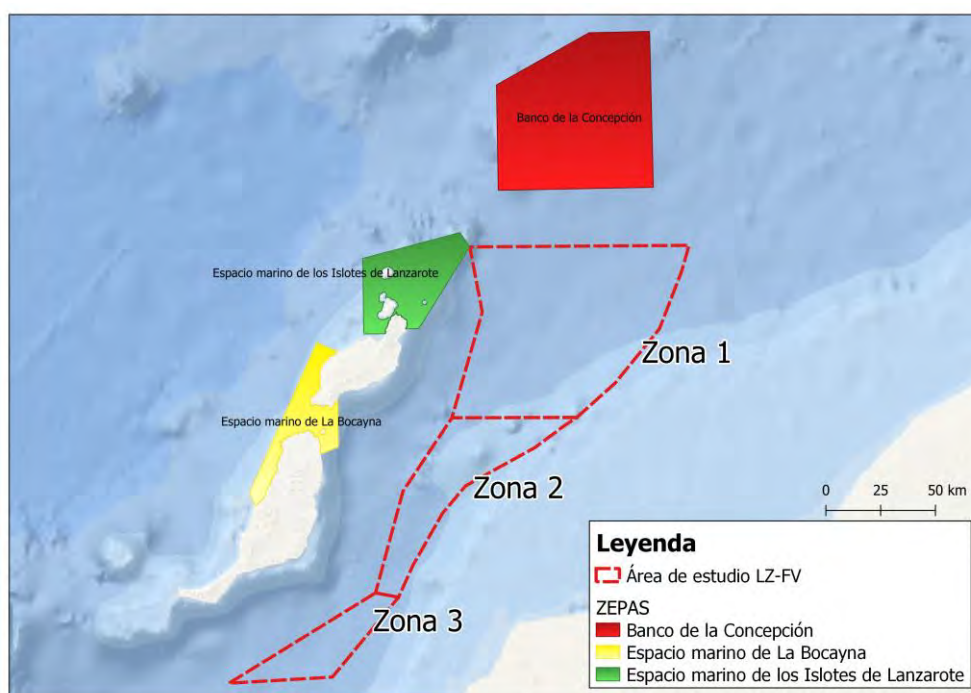 Banco de la Concepción
Espacio marino de los Islotes de Lanzarote
Zona 1
Espacio marino de La Bocayna
Zona 2
0 25 50 km
Leyenda
Área de estudio LZ-FV
ZEPAS
Banco de la Concepción
Espacio marino de La Bocayna
Espacio marino de los Islotes de Lanzarote
Zona 3